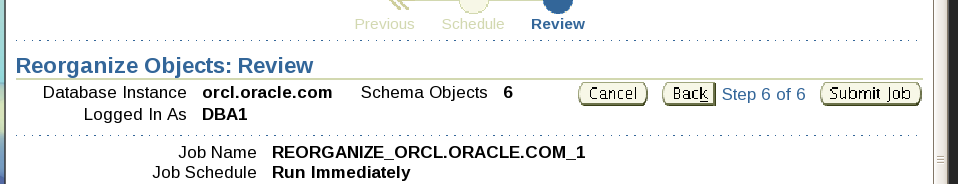 Previous Schedule Review
Reorganize Objects: Review
Database Instance orcl.oracle.com Schema Objects 6 Cancel Back Step 6 of 6 Submit Job
Logged In As DBA1
Job Name REORGANIZE_ORCL.ORACLE.COM_1
Job Schedule Run Immediately